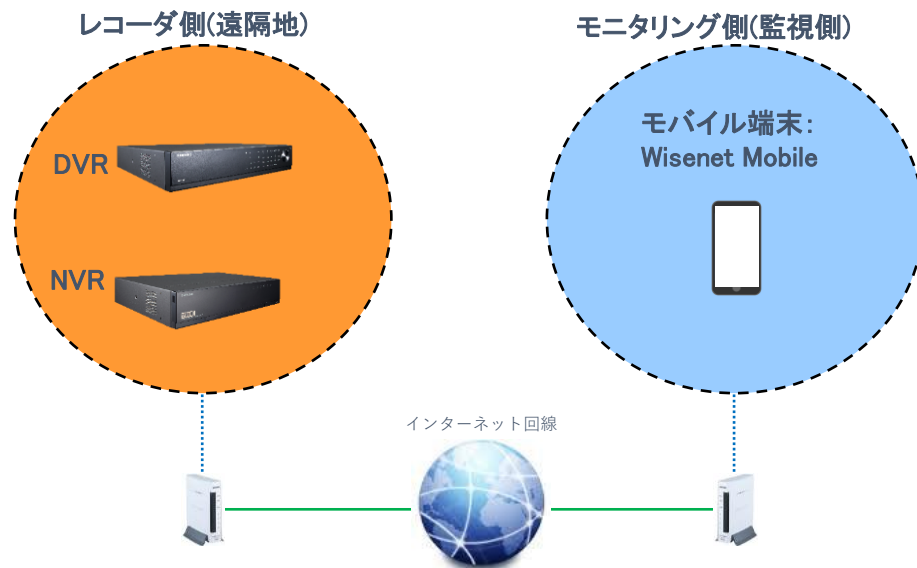 レコーダ側(遠隔地)
モニタリング側(監視側)
DVR
NVR
モバイル端末:
Wisenet Mobile
インターネット回線